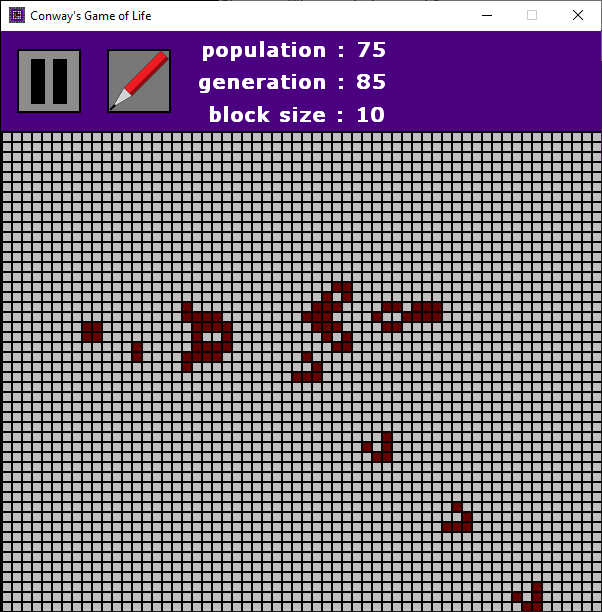 Conway's Game of Life
population : 75
generation : 85
block size : 10